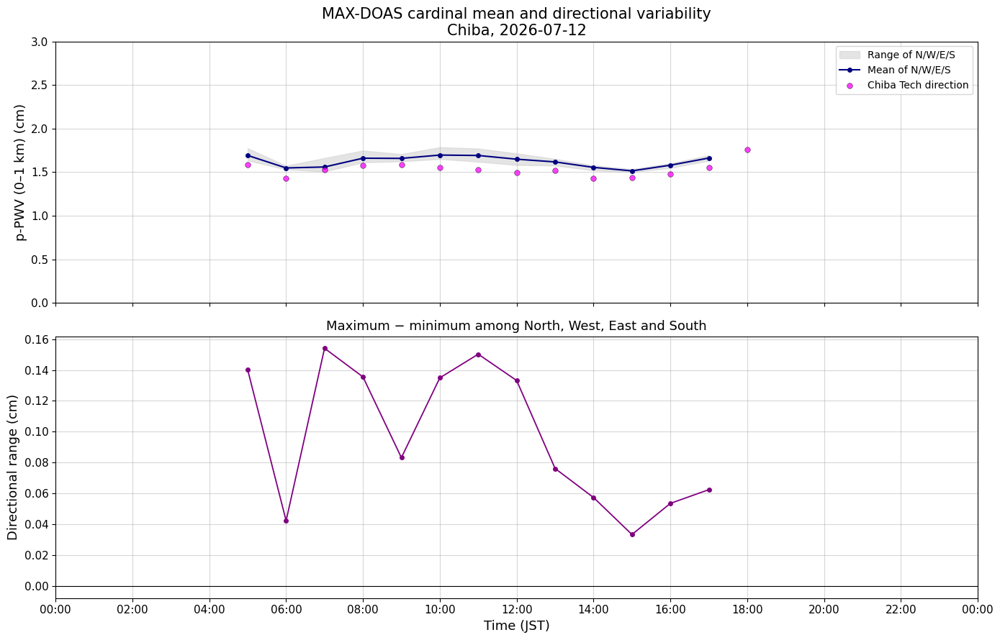 MAX-DOAS cardinal mean and directional variability
Chiba, 2026-07-12
p-PWV (0–1 km) (cm)
3.0
2.5
2.0
1.5
1.0
0.5
0.0
Range of N/W/E/S
Mean of N/W/E/S
Chiba Tech direction
Maximum − minimum among North, West, East and South
Directional range (cm)
0.16
0.14
0.12
0.10
0.08
0.06
0.04
0.02
0.00
00:00 02:00 04:00 06:00 08:00 10:00 12:00 14:00 16:00 18:00 20:00 22:00 00:00
Time (JST)